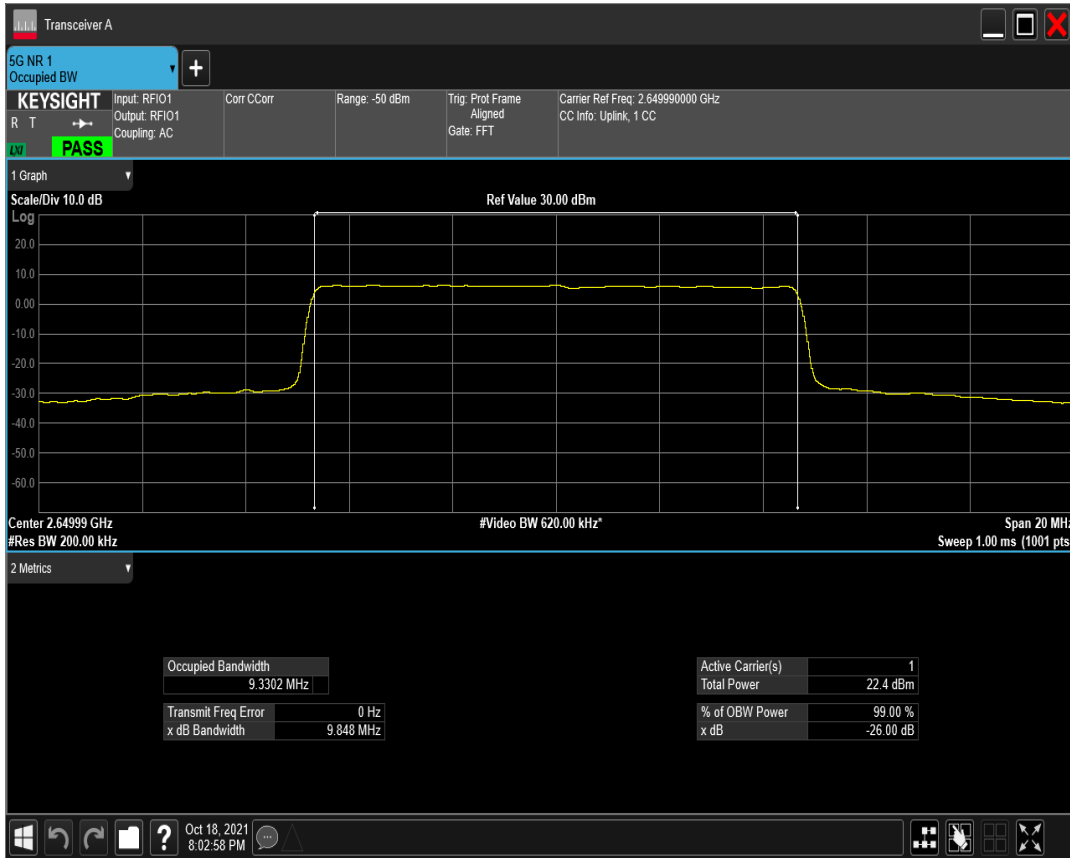 Transceiver A
5G NR 1
Occupied BW
+
KEYSIGHT
R T
LXI
PASS
Input: RFIO1
Output: RFIO1
Coupling: AC
Corr CCorr
Range: -50 dBm
Trig: Prot Frame
Aligned
Gate: FFT
Carrier Ref Freq: 2.649990000 GHz
CC Info: Uplink, 1 CC
1 Graph
Scale/Div 10.0 dB
Ref Value 30.00 dBm
Log
20.0
10.0
0.00
-10.0
-20.0
-30.0
-40.0
-50.0
-60.0
Center 2.64999 GHz
#Video BW 620.00 kHz*
Span 20 MHz
#Res BW 200.00 kHz
Sweep 1.00 ms (1001 pts
2 Metrics
Occupied Bandwidth
9.3302 MHz
Transmit Freq Error 0 Hz
x dB Bandwidth 9.848 MHz
Active Carrier(s) 1
Total Power 22.4 dBm
% of OBW Power 99.00 %
x dB -26.00 dB
?
Oct 18, 2021
8:02:58 PM